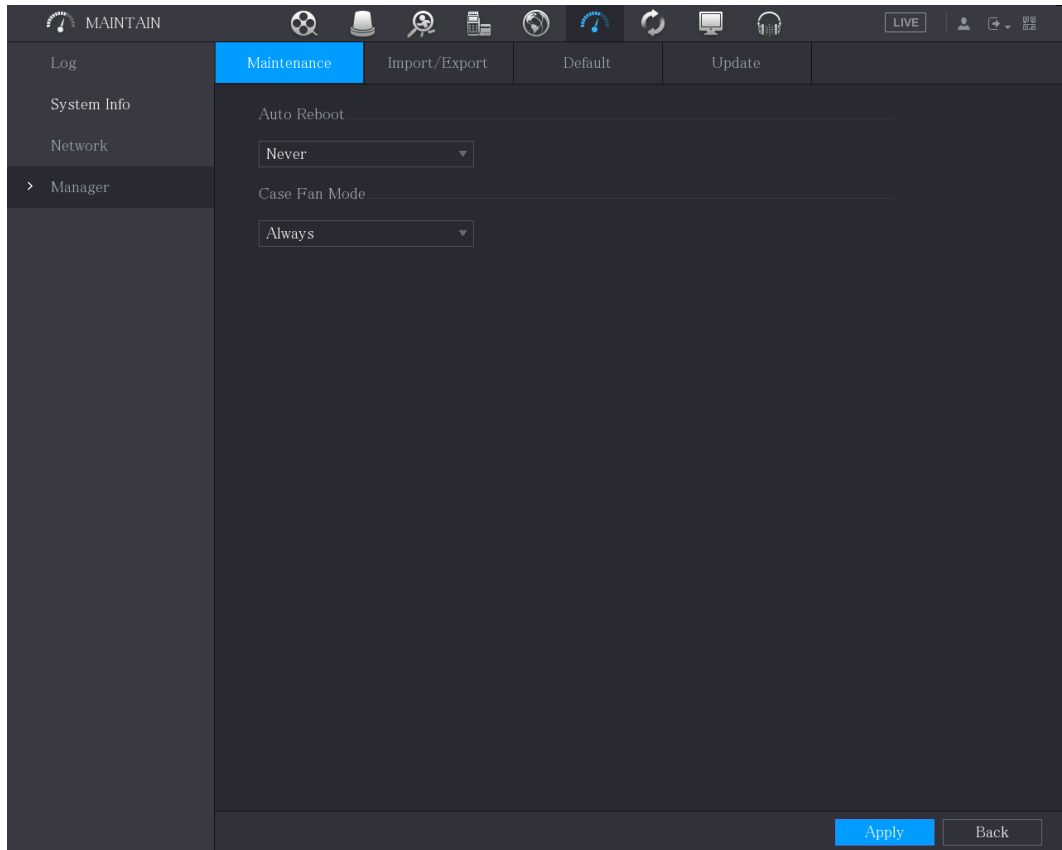 MAINTAIN
LIVE
Log
System Info
Network
Manager
Maintenance
Import/Export
Default
Update
Auto Reboot
Never
Case Fan Mode
Always
Apply
Back